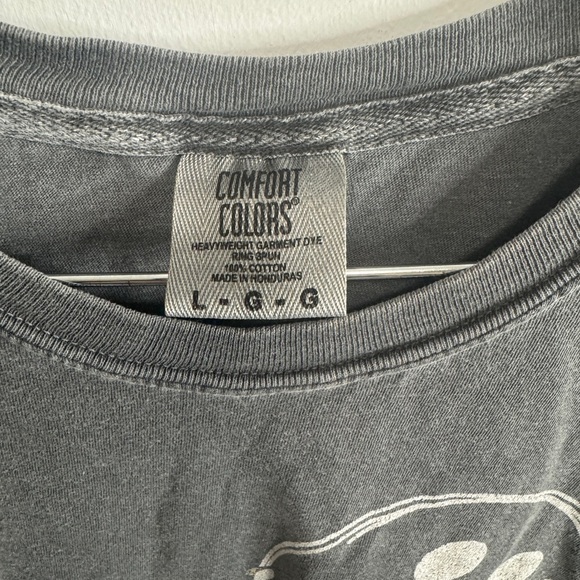 COMFORT
COLORS®
HEAVYWEIGHT GARMENT DYE
RING SPUN
100% COTTON
MADE IN HONDURAS
L - G - G